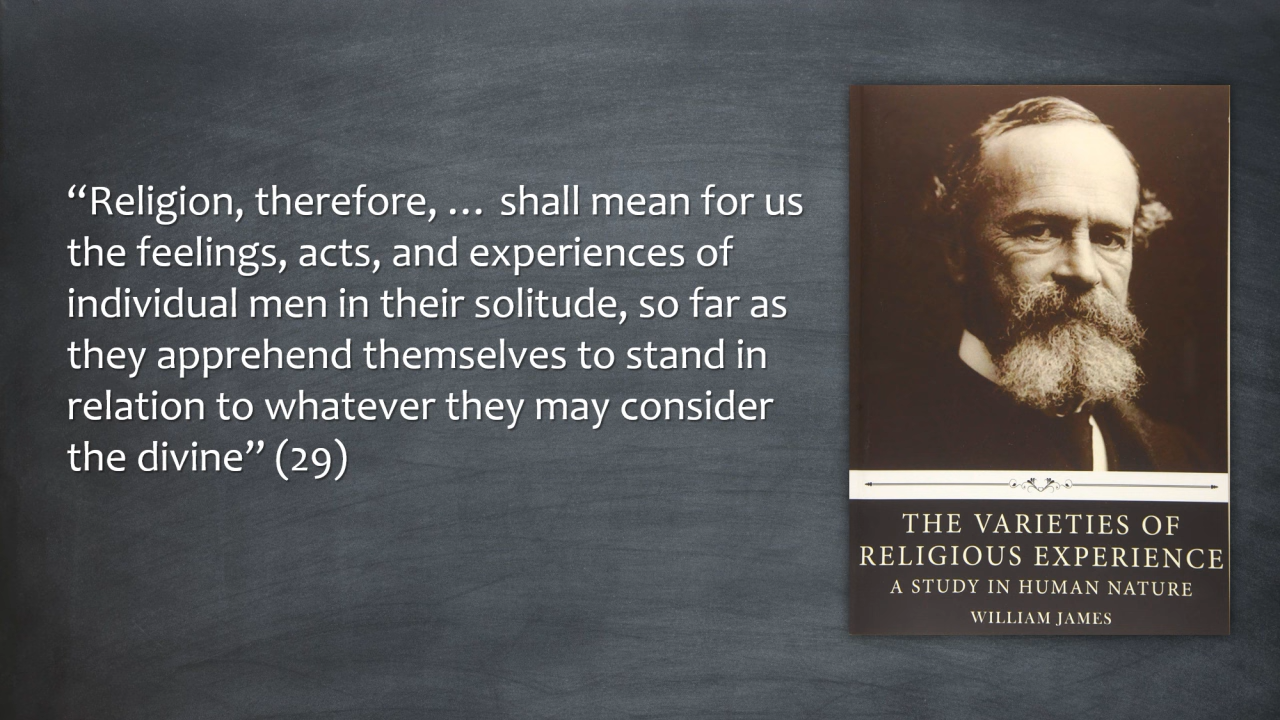 “Religion, therefore, … shall mean for us
the feelings, acts, and experiences of
individual men in their solitude, so far as
they apprehend themselves to stand in
relation to whatever they may consider
the divine” (29)
THE VARIETIES OF
RELIGIOUS EXPERIENCE
A STUDY IN HUMAN NATURE
WILLIAM JAMES